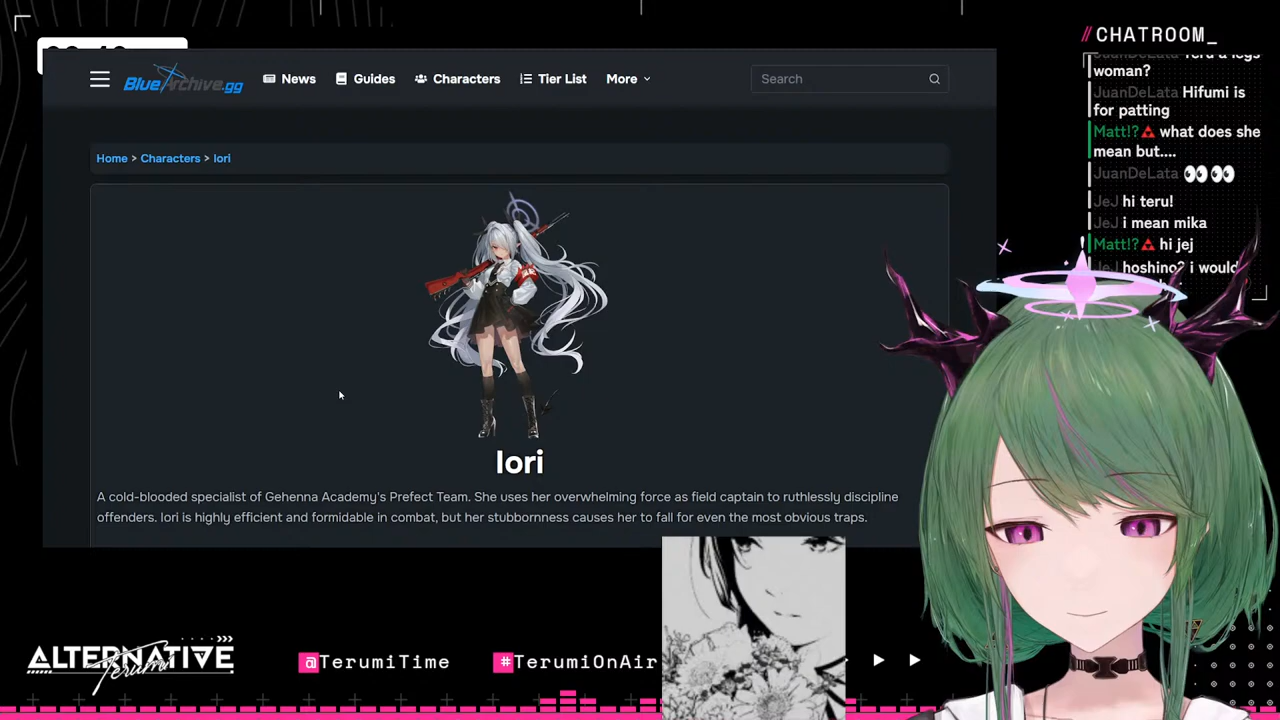 BlueArchive.gg
News
Guides
Characters
Tier List
More
Search
Home > Characters > Iori
Iori
A cold-blooded specialist of Gehenna Academy's Prefect Team. She uses her overwhelming force as field captain to ruthlessly discipline
offenders. Iori is highly efficient and formidable in combat, but her stubbornness causes her to fall for even the most obvious traps.
//CHATROOM_
woman?
JuanDeLata Hifumi is
for patting
Matt!? what does she
mean but....
JuanDeLata 👀👀
JeJ hi teru!
JeJ i mean mika
Matt!? hi jej
JeJ hoshino? i would
ALTERNATIVE
Terumi
@TerumiTime
#TerumiOnAir